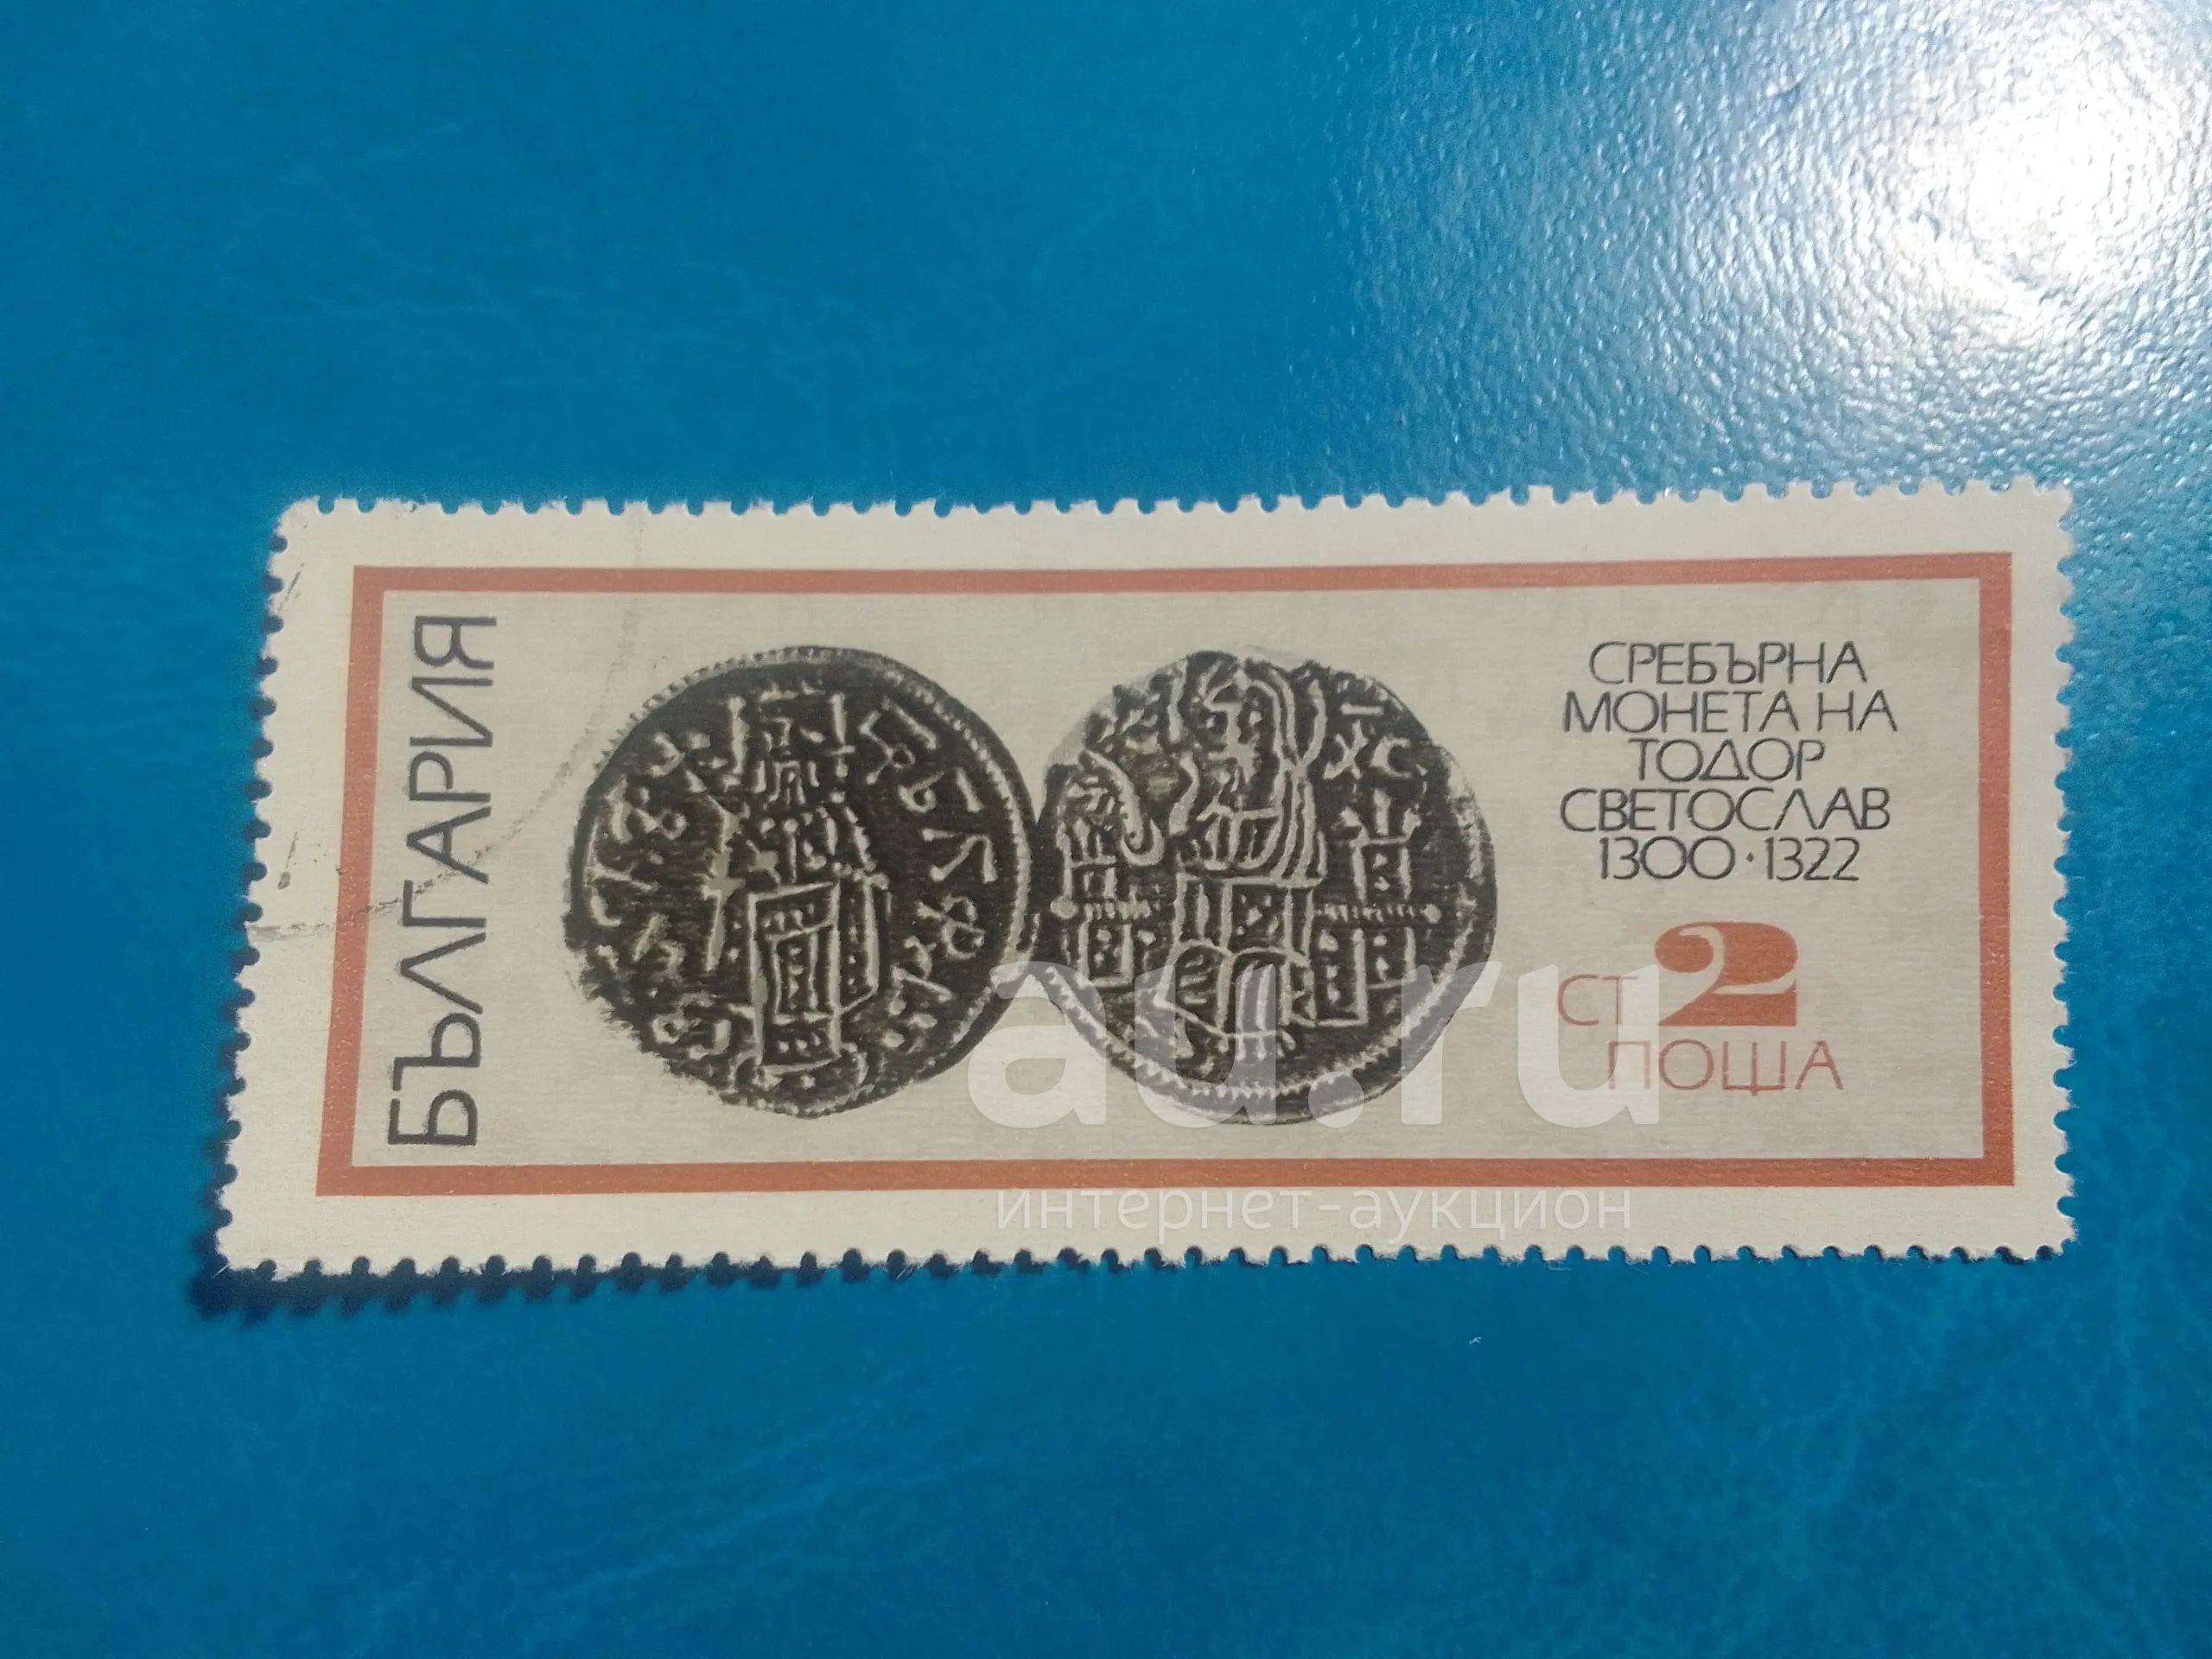 БЪЛГАРИЯ
СРЕБЪРНА
МОНЕТА НА
ТОДОР
СВЕТОСЛАВ
1300·1322
СТ 2
ПОЩА
au.ru
интернет-аукцион